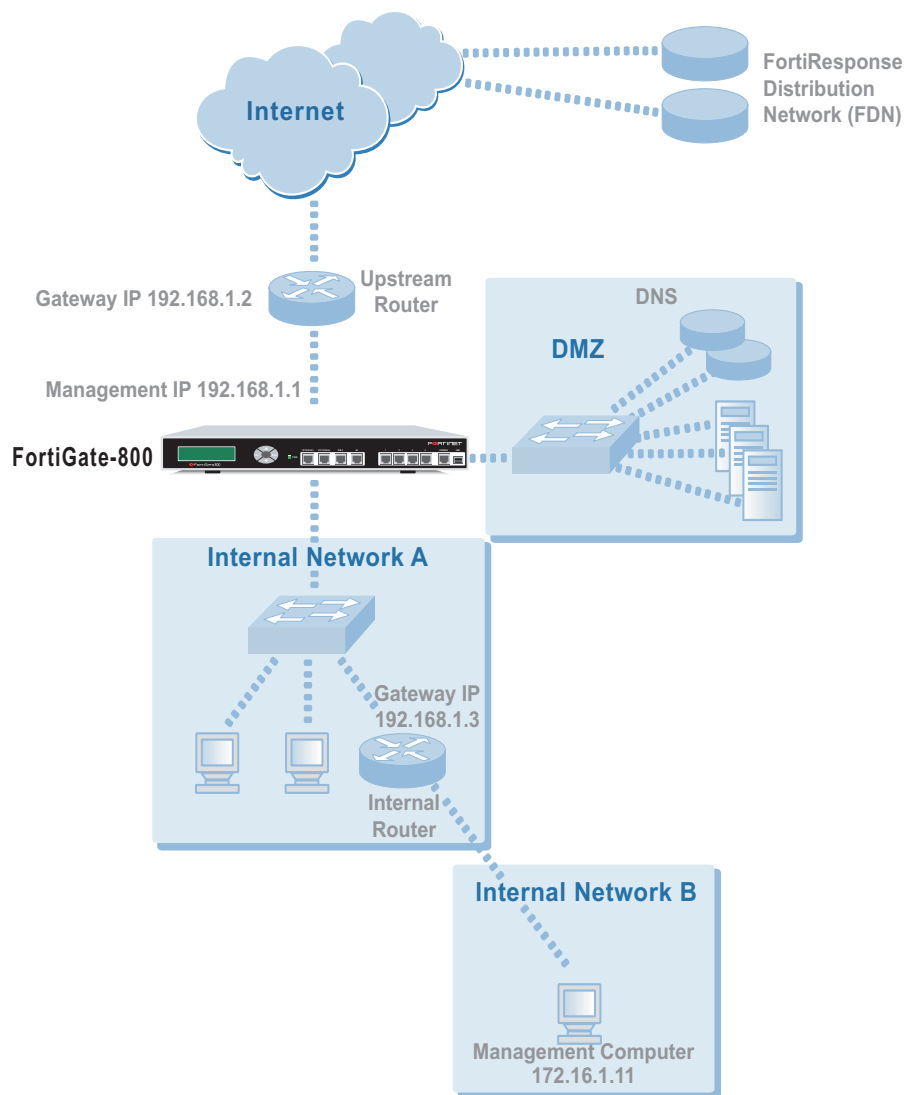 Internet
FortiResponse
Distribution
Network (FDN)
Gateway IP 192.168.1.2
Upstream
Router
DNS
DMZ
Management IP 192.168.1.1
FortiGate-800
FORTINET
Internal Network A
Gateway IP
192.168.1.3
Internal
Router
Internal Network B
Management Computer
172.16.1.11